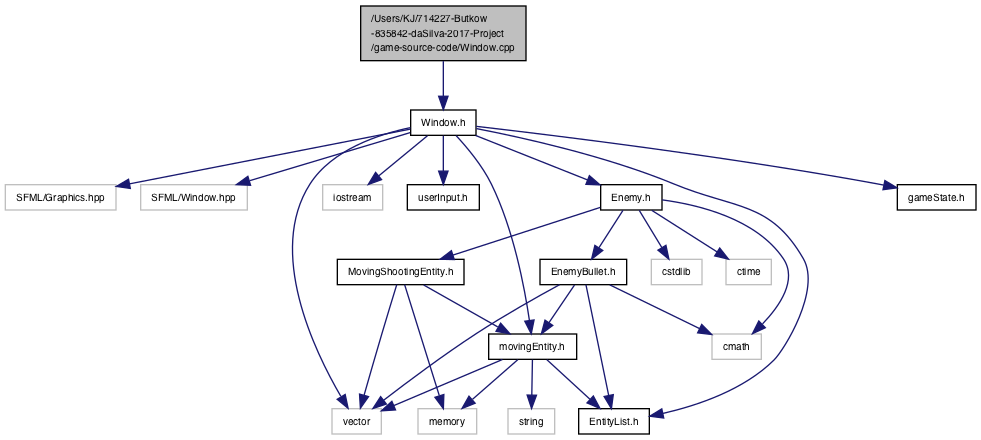 /Users/KJ/714227-Butkow
-835842-daSilva-2017-Project
/game-source-code/Window.cpp
Window.h
SFML/Graphics.hpp
SFML/Window.hpp
iostream
userInput.h
Enemy.h
gameState.h
MovingShootingEntity.h
EnemyBullet.h
cstdlib
ctime
movingEntity.h
cmath
vector
memory
string
EntityList.h